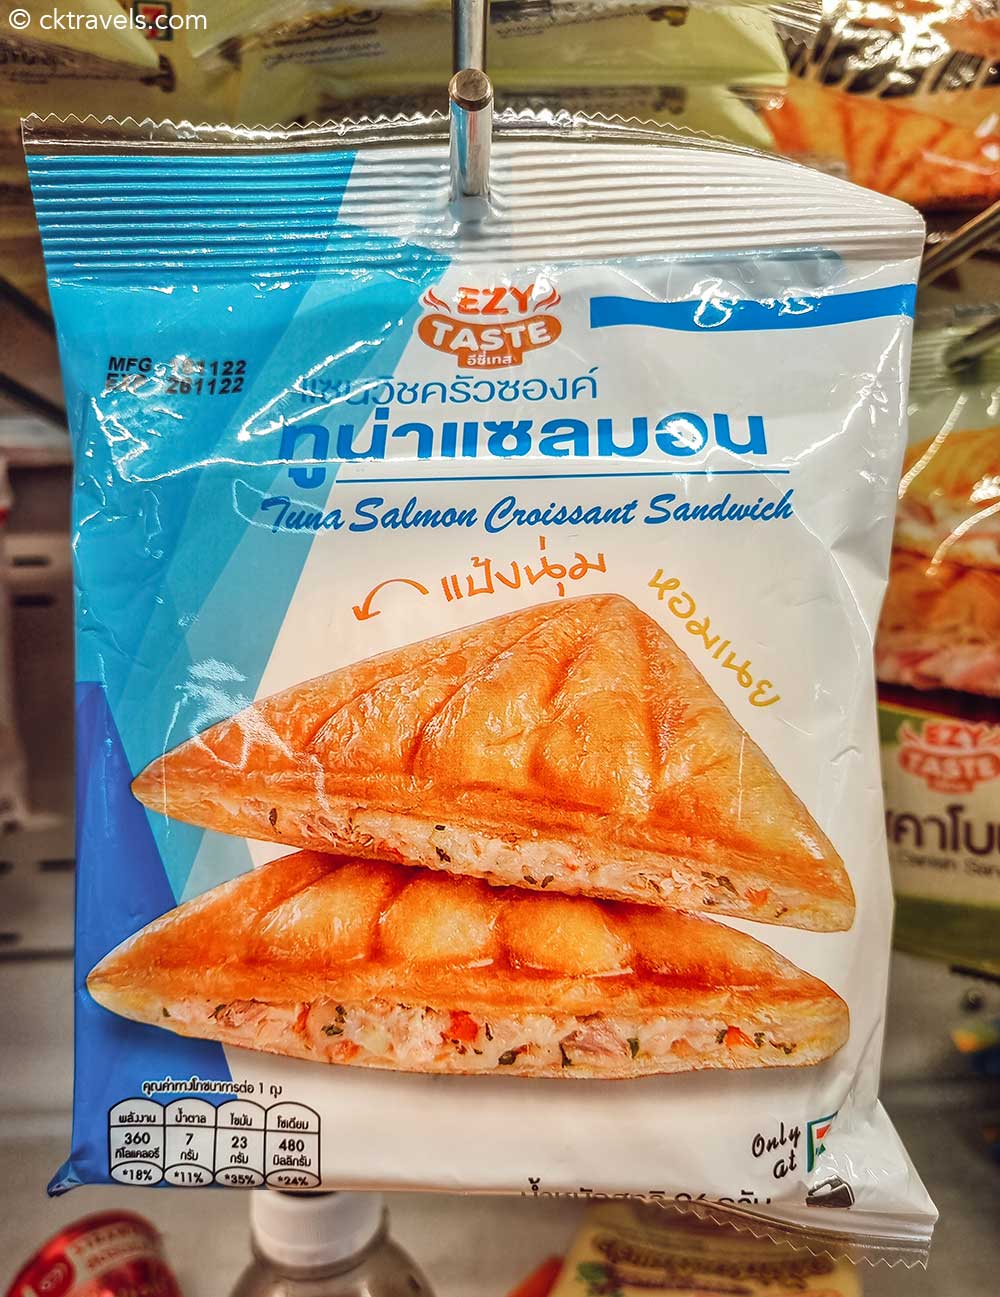 © cktravels.com
EZY
TASTE
อีซี่เทส
MFG 191122
EXP 261122
แซนวิชครัวซองค์
ทูน่าแซลมอน
Tuna Salmon Croissant Sandwich
แป้งนุ่ม
หอมเนย
EZY
TASTE
คุณค่าทางโภชนาการต่อ 1 ถุง
พลังงาน น้ำตาล ไขมัน โซเดียม
360 7 23 480
กิโลแคลอรี กรัม กรัม มิลลิกรัม
*18% *11% *35% *24%
Only
at
7